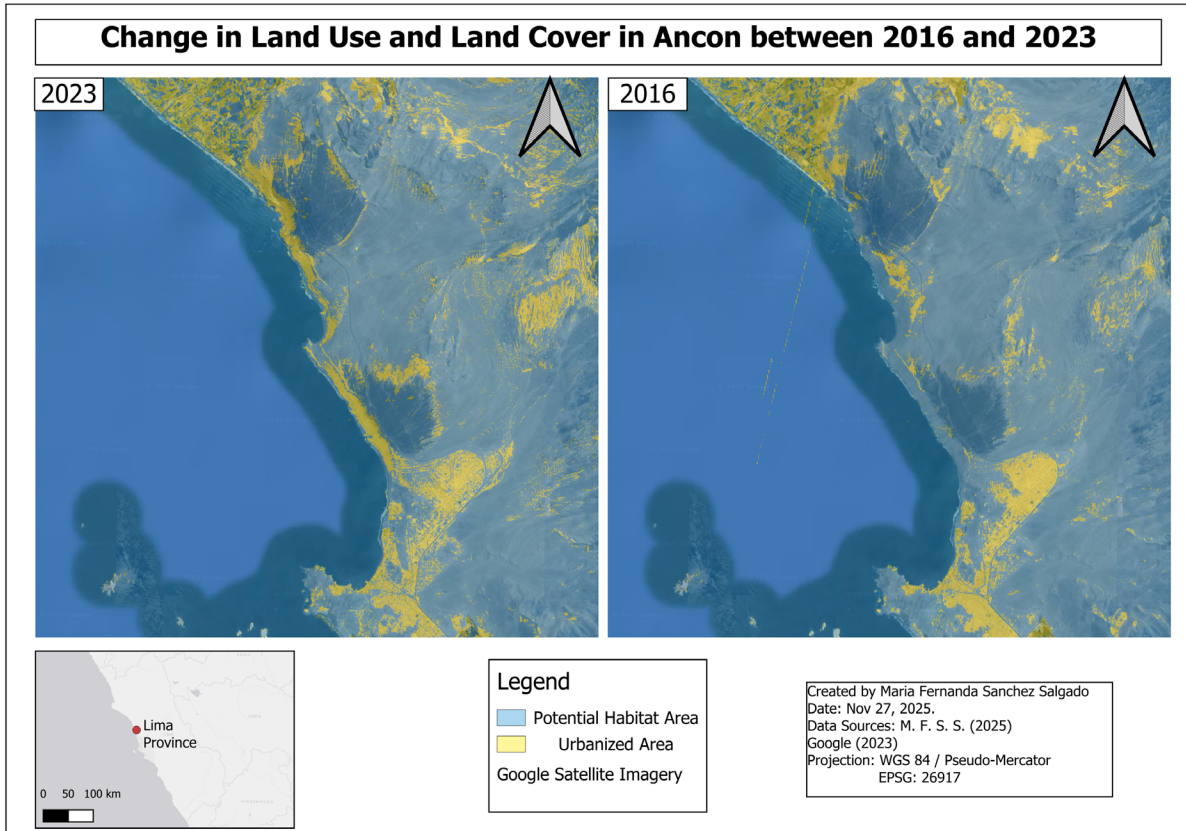 Change in Land Use and Land Cover in Ancon between 2016 and 2023
2023
2016
Lima
Province
0 50 100 km
Legend
Potential Habitat Area
Urbanized Area
Google Satellite Imagery
Created by Maria Fernanda Sanchez Salgado
Date: Nov 27, 2025.
Data Sources: M. F. S. S. (2025)
Google (2023)
Projection: WGS 84 / Pseudo-Mercator
EPSG: 26917